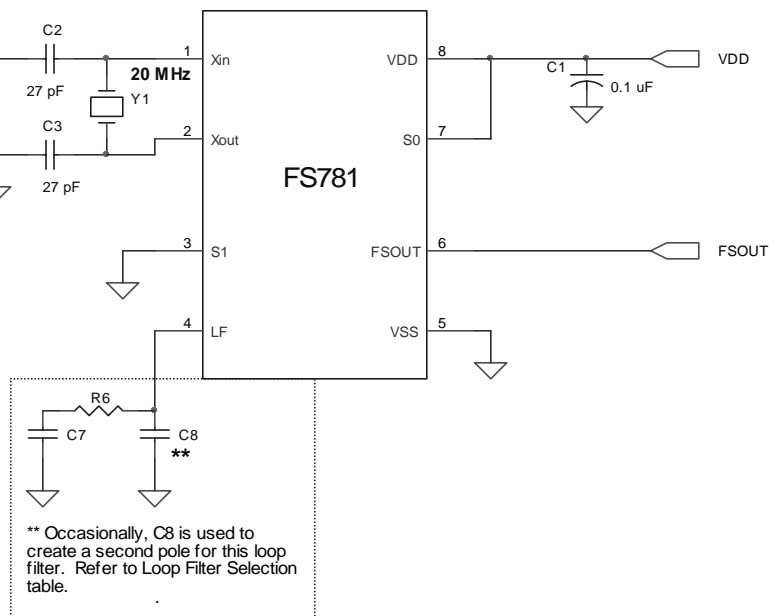 C2
27 pF
1
Xin
20 MHz
Y1
C3
27 pF
2
Xout
FS781
VDD
8
C1
0.1 uF
VDD
S0
7
3
S1
FSOUT
6
FSOUT
4
LF
VSS
5
R6
C7
C8
**
** Occasionally, C8 is used to
create a second pole for this loop
filter. Refer to Loop Filter Selection
table.
.